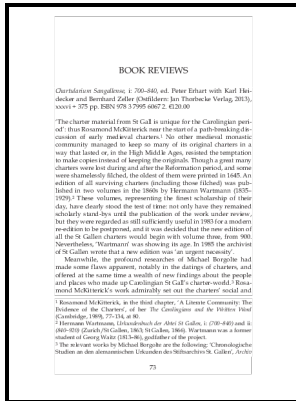 BOOK REVIEWS
Chartularium Sangallense, i: 700–840, ed. Peter Erhart with Karl Hei-
decker and Bernhard Zeller (Ostfildern: Jan Thorbecke Verlag, 2013),
xxxvi + 375 pp. ISBN 978 3 7995 6067 2. €120.00
'The charter material from St Gall is unique for the Carolingian peri-
od': thus Rosamond McKitterick near the start of a path-breaking dis-
cussion of early medieval charters.¹ No other medieval monastic
community managed to keep so many of its original charters in a
way that lasted or, in the High Middle Ages, resisted the temptation
to make copies instead of keeping the originals. Though a great many
charters were lost during and after the Reformation period, and some
were shamelessly filched, the oldest of them were printed in 1645. An
edition of all surviving charters (including those filched) was pub-
lished in two volumes in the 1860s by Hermann Wartmann (1835–
1929).² These volumes, representing the finest scholarship of their
day, have clearly stood the test of time: not only have they remained
scholarly stand-bys until the publication of the work under review,
but they were regarded as still sufficiently useful in 1983 for a modern
re-edition to be postponed, and it was decided that the new edition of
all the St Gallen charters would begin with volume three, from 900.
Nevertheless, 'Wartmann' was showing its age. In 1985 the archivist
of St Gallen wrote that a new edition was 'an urgent necessity'.
Meanwhile, the profound researches of Michael Borgolte had
made some flaws apparent, notably in the datings of charters, and
offered at the same time a wealth of new findings about the people
and places who made up Carolingian St Gall's charter-world.³ Rosa-
mond McKitterick's work admirably set out the charters' social and
¹ Rosamond McKitterick, in the third chapter, 'A Literate Community: The
Evidence of the Charters', of her The Carolingians and the Written Word
(Cambridge, 1989), 77–134, at 80.
² Hermann Wartmann, Urkundenbuch der Abtei St Gallen, i: (700–840) and ii:
(840–920) (Zurich/St Gallen, 1863; St Gallen, 1866). Wartmann was a former
student of Georg Waitz (1813–86), godfather of the project.
³ The relevant works by Michael Borgolte are the following: 'Chronologische
Studien an den alemannischen Urkunden des Stiftsarchivs St. Gallen', Archiv
73